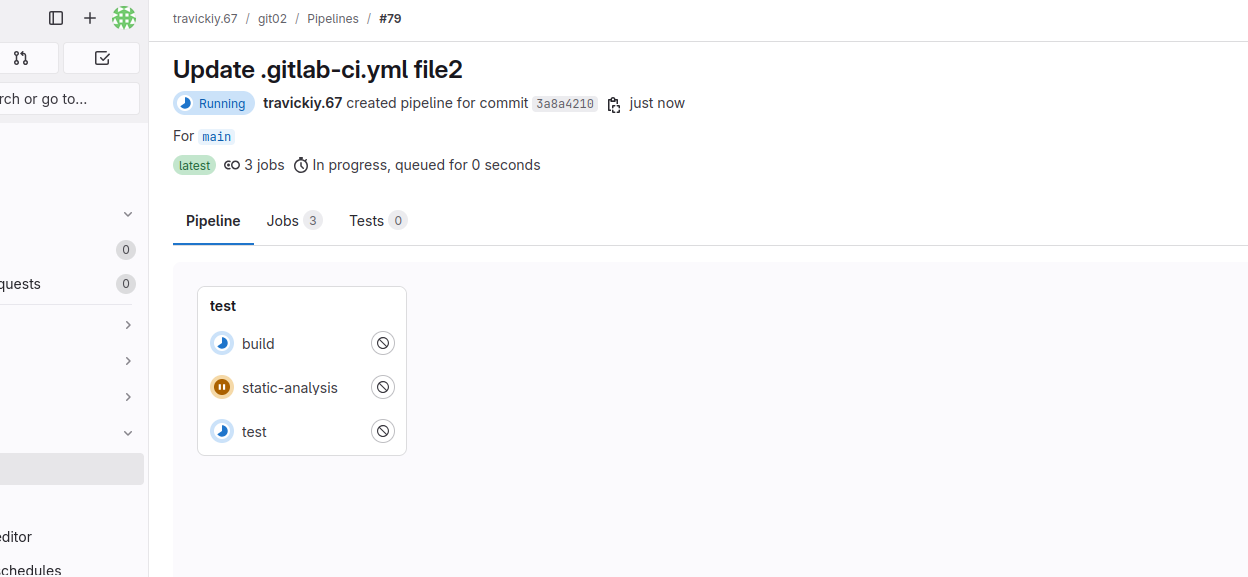 travickiy.67 / git02 / Pipelines / #79
rch or go to...
Update .gitlab-ci.yml file2
Running travickiy.67 created pipeline for commit 3a8a4210 just now
For main
latest 3 jobs In progress, queued for 0 seconds
Pipeline Jobs 3 Tests 0
0
quests 0
test
build
static-analysis
test
editor
schedules